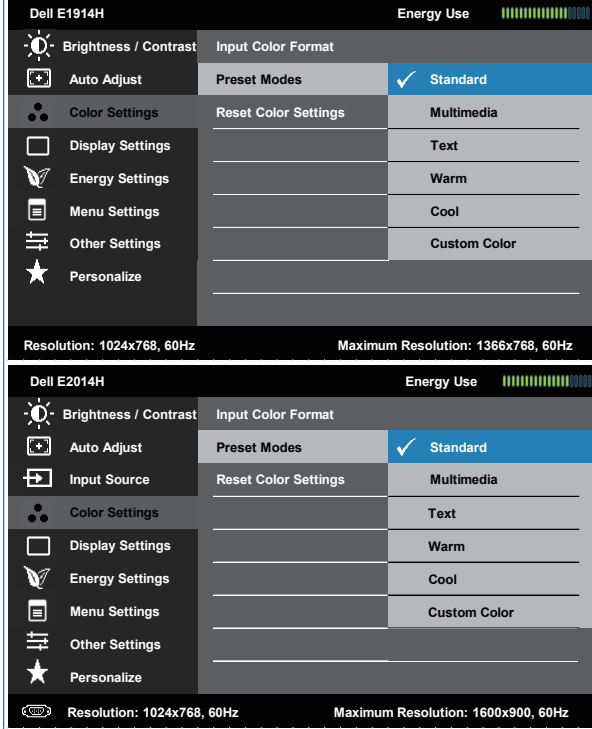 Dell E1914H Energy Use
Brightness / Contrast Input Color Format
Auto Adjust Preset Modes Standard
Color Settings Reset Color Settings Multimedia
Display Settings Text
Energy Settings Warm
Menu Settings Cool
Other Settings Custom Color
Personalize
Resolution: 1024x768, 60Hz Maximum Resolution: 1366x768, 60Hz
Dell E2014H Energy Use
Brightness / Contrast Input Color Format
Auto Adjust Preset Modes Standard
Input Source Reset Color Settings Multimedia
Color Settings Text
Display Settings Warm
Energy Settings Cool
Menu Settings Custom Color
Other Settings
Personalize
Resolution: 1024x768, 60Hz Maximum Resolution: 1600x900, 60Hz